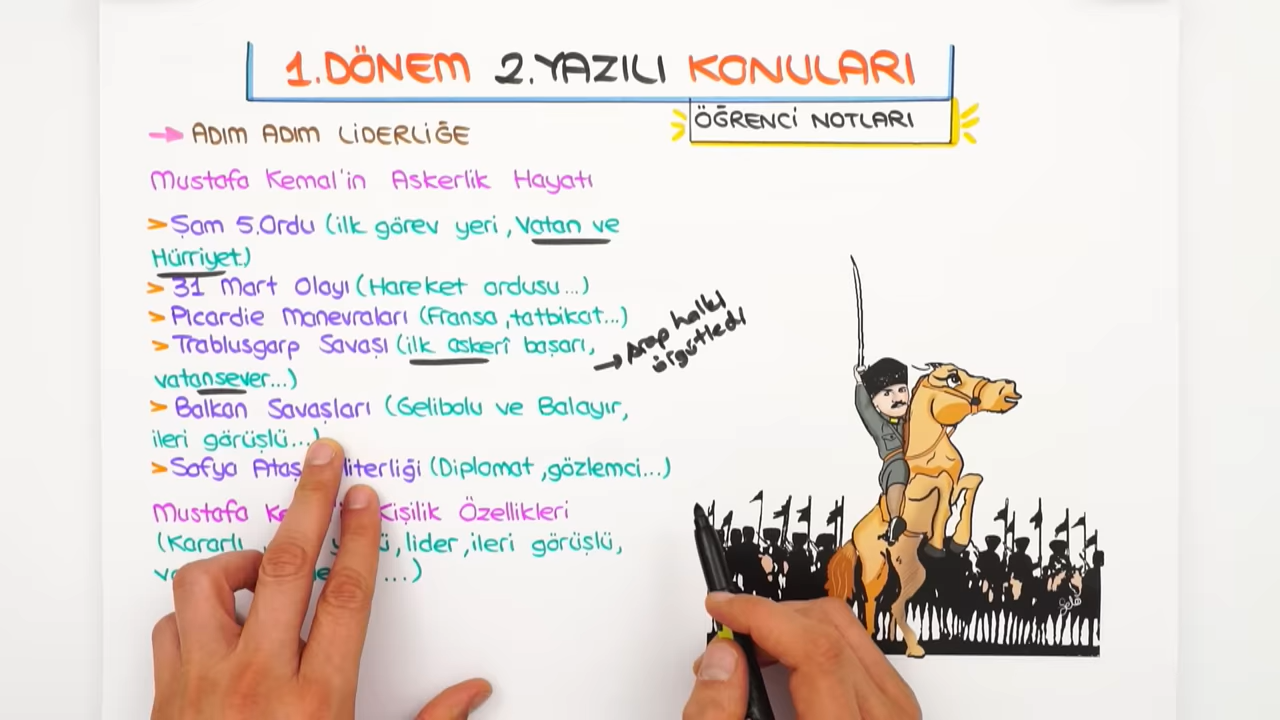 1.DÖNEM 2.YAZILI KONULARI
ÖĞRENCİ NOTLARI
ADIM ADIM LİDERLİĞE
Mustafa Kemal'in Askerlik Hayatı
> Şam 5.Ordu (ilk görev yeri, Vatan ve
Hürriyet)
> 31 Mart Olayı (Hareket ordusu...)
> Picardie Manevraları (Fransa, tatbikat...)
> Trablusgarp Savaşı (ilk askerî başarı,
vatansever...)
Arap halkı
örgütledi
> Balkan Savaşları (Gelibolu ve Balayır,
ileri görüşlü...)
> Sofya (Diplomat, gözlemci...)
Mustafa Kişilik Özellikleri
(Kararlı, lider, ileri görüşlü,
...)
Selo